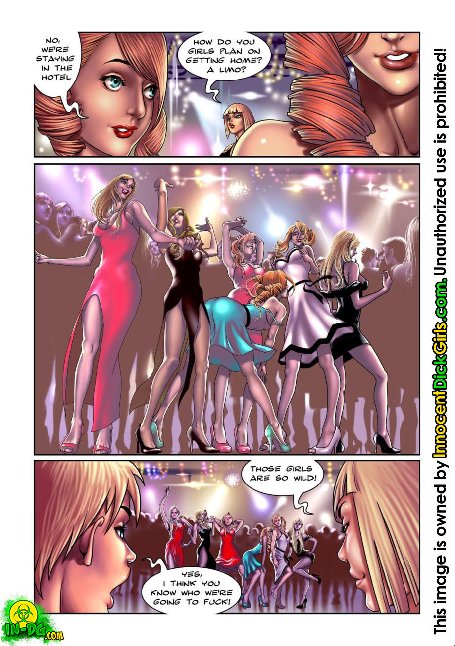 NO,
WE'RE
STAYING
IN THE
HOTEL
HOW DO YOU
GIRLS PLAN ON
GETTING HOME?
A LIMO?
THOSE GIRLS
ARE SO WILD!
YES,
I THINK YOU
KNOW WHO WE'RE
GOING TO FUCK!
IN-DG.com
This image is owned by InnocentDickGirls.com. Unauthorized use is prohibited!